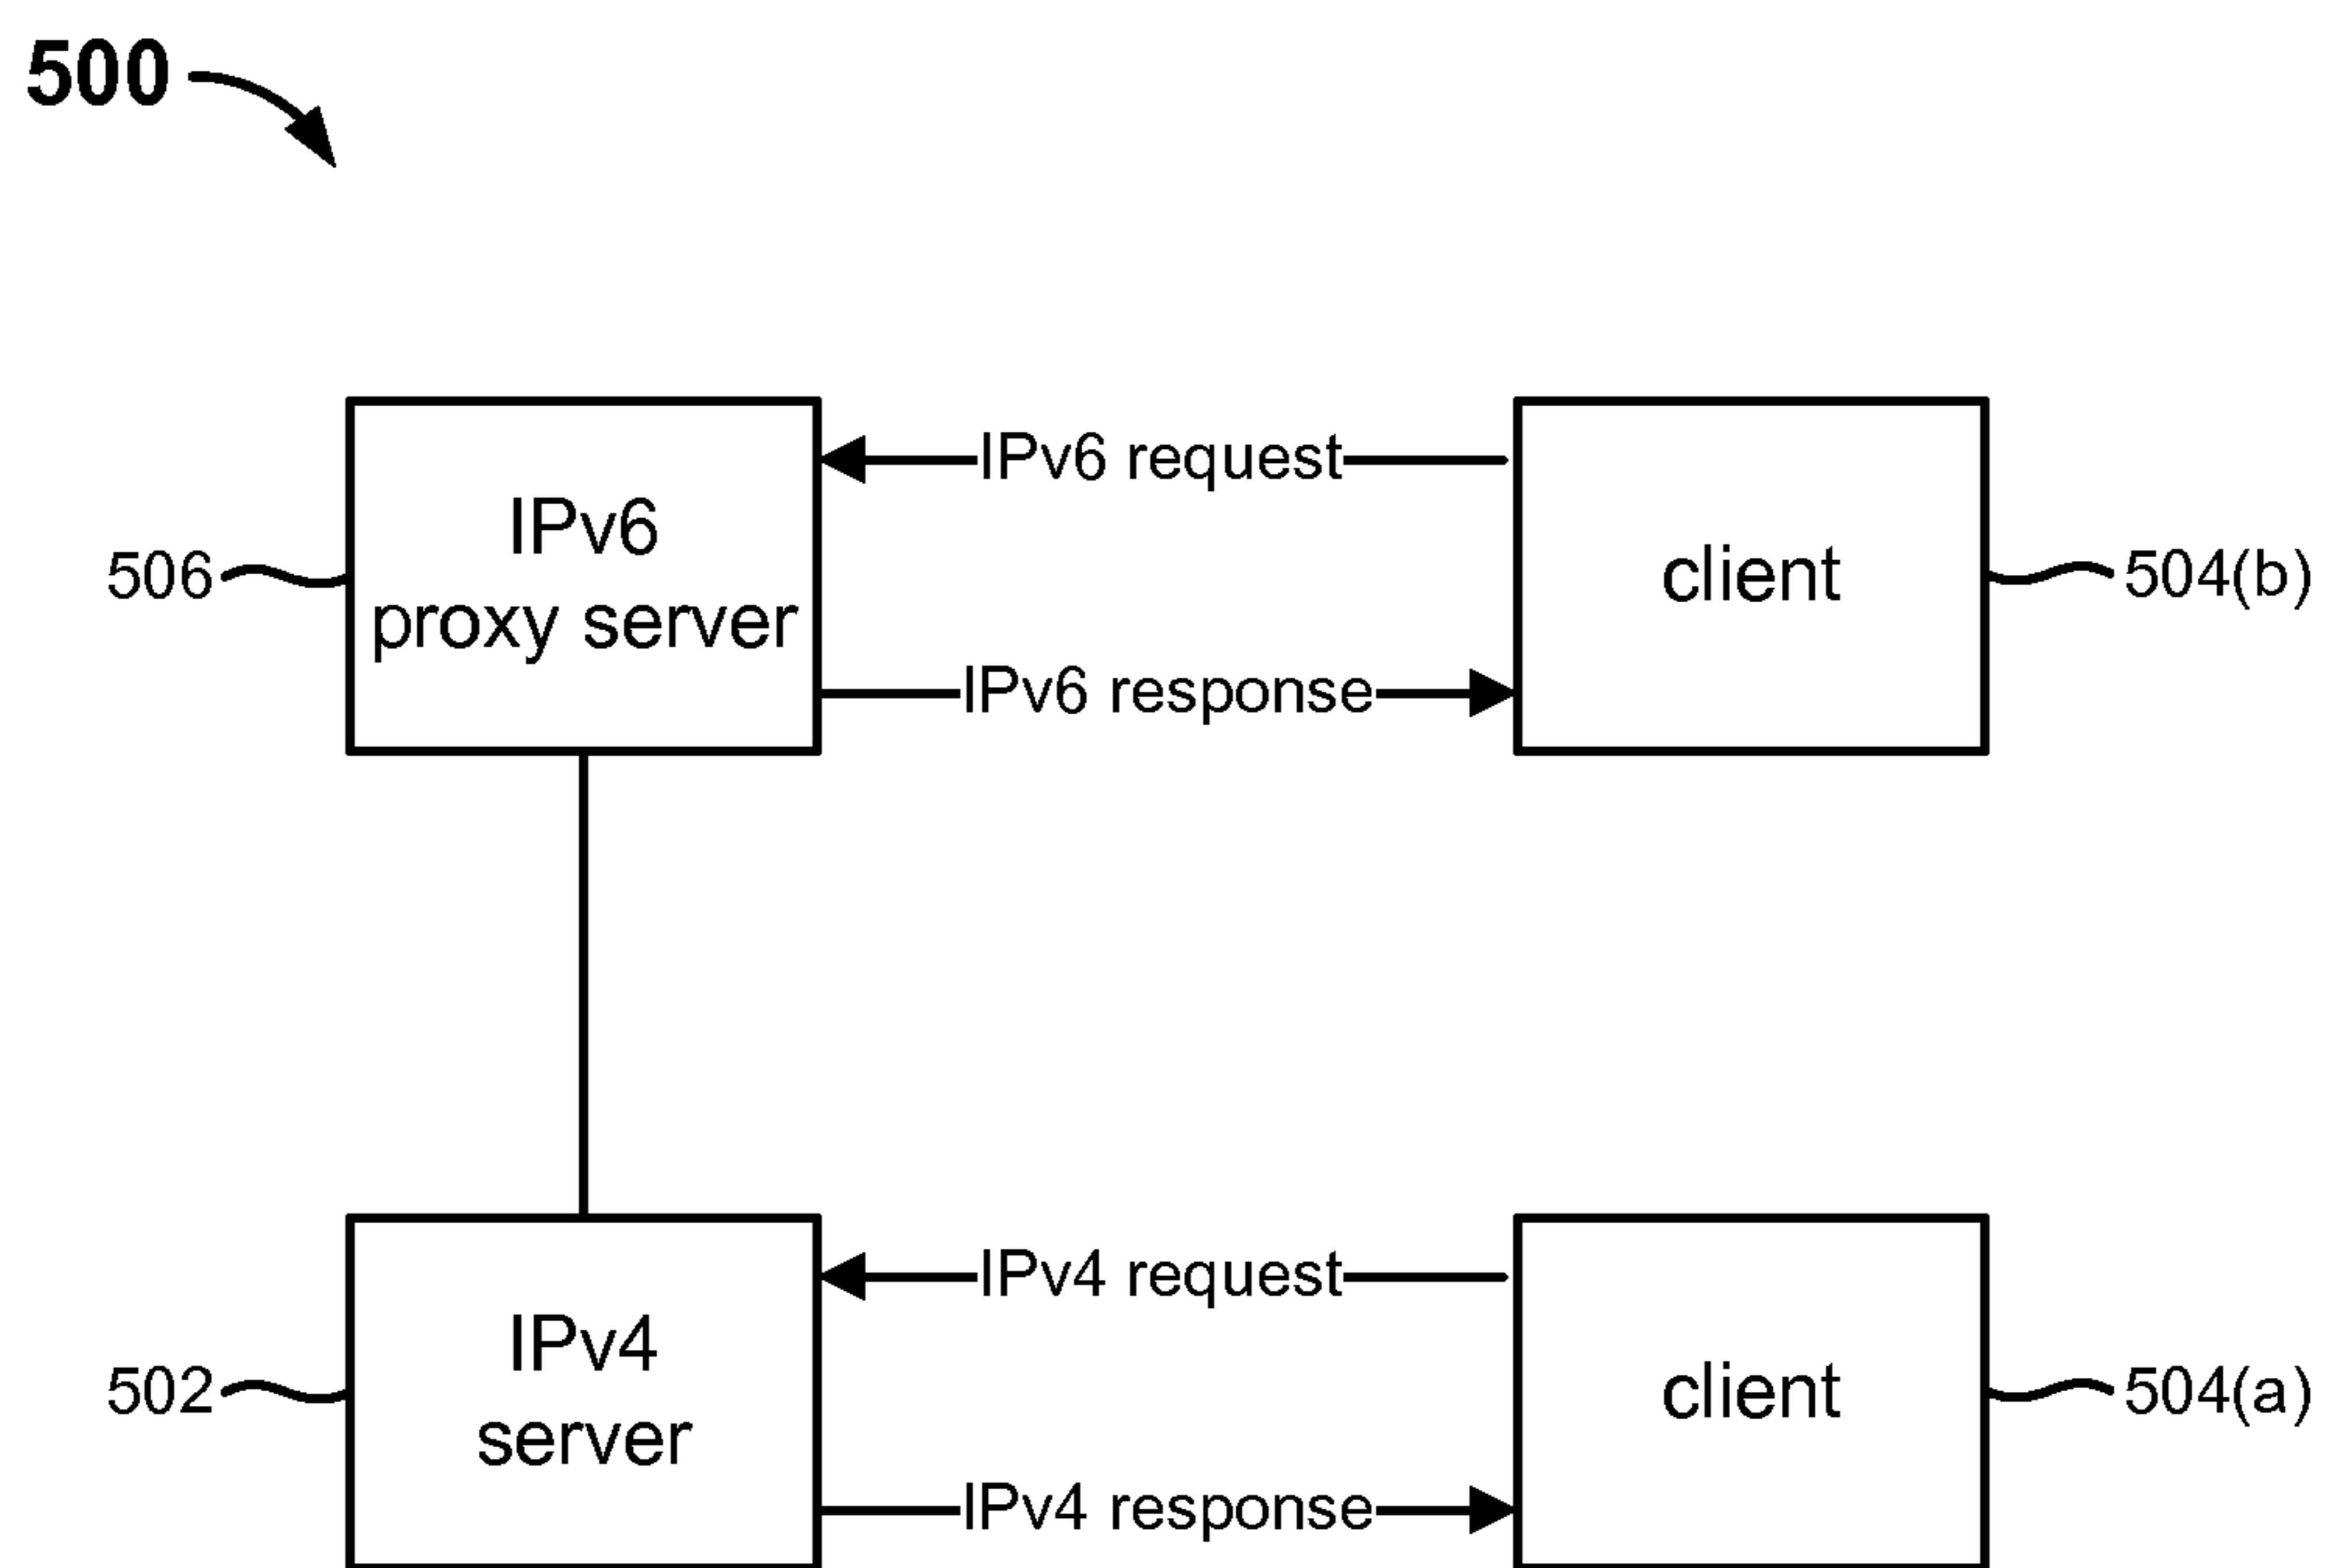 500
IPv6 request
IPv6
proxy server
506
client
504(b)
IPv6 response
IPv4 request
IPv4
server
502
client
504(a)
IPv4 response